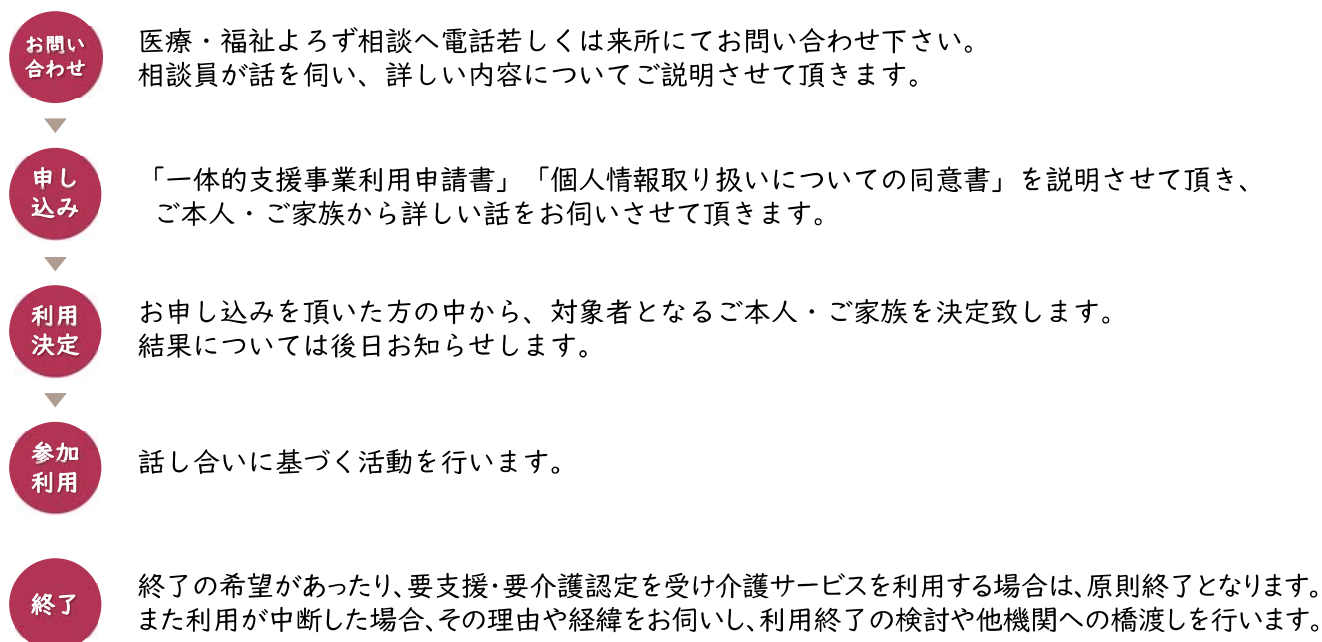 お問い
合わせ
医療・福祉よろず相談へ電話若しくは来所にてお問い合わせ下さい。
相談員が話を伺い、詳しい内容についてご説明させて頂きます。
申し
込み
「一体的支援事業利用申請書」「個人情報取り扱いについての同意書」を説明させて頂き、
ご本人・ご家族から詳しい話をお伺いさせて頂きます。
利用
決定
お申し込みを頂いた方の中から、対象者となるご本人・ご家族を決定致します。
結果については後日お知らせします。
参加
利用
話し合いに基づく活動を行います。
終了
終了の希望があったり、要支援・要介護認定を受け介護サービスを利用する場合は、原則終了となります。
また利用が中断した場合、その理由や経緯をお伺いし、利用終了の検討や他機関への橋渡しを行います。